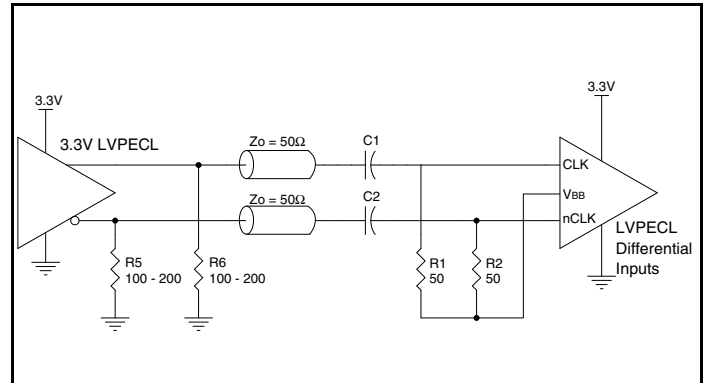 3.3V
3.3V
3.3V LVPECL
Zo = 50Ω
C1
CLK
Zo = 50Ω
C2
VBB
nCLK
LVPECL
Differential
Inputs
R5
100 - 200
R6
100 - 200
R1
50
R2
50